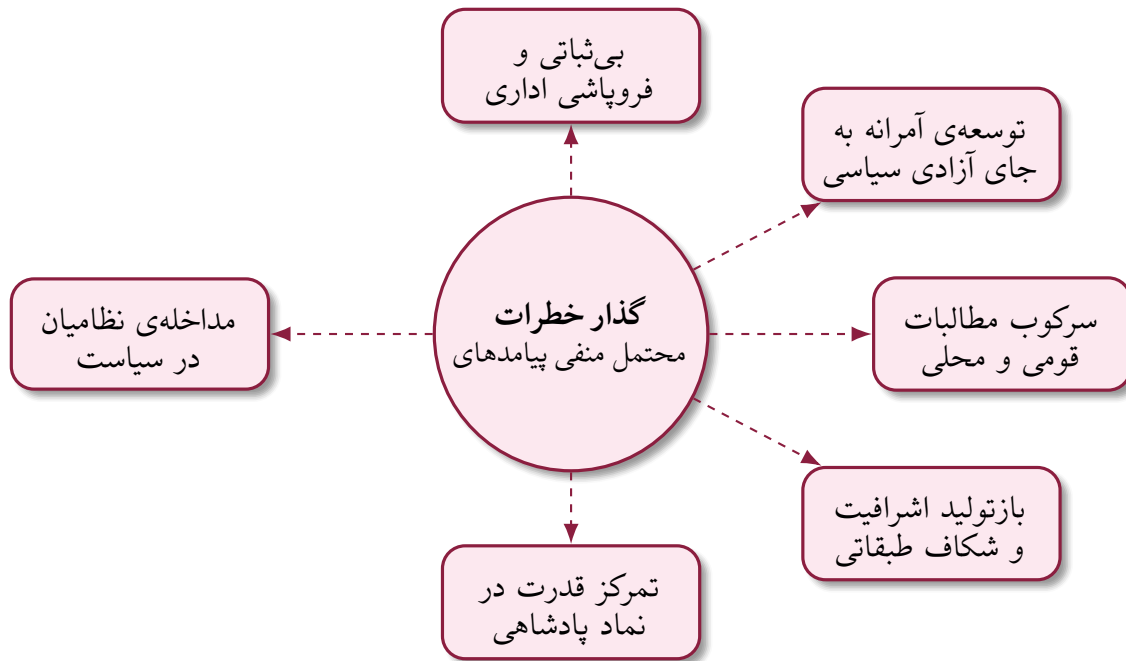 بی‌ثباتی و
فروپاشی اداری
توسعه‌ی آمرانه به
جای آزادی سیاسی
گذار خطرات
محتمل منفی پیامدهای
سرکوب مطالبات
قومی و محلی
مداخله‌ی نظامیان
در سیاست
بازتولید اشرافیت
و شکاف طبقاتی
تمرکز قدرت در
نماد پادشاهی